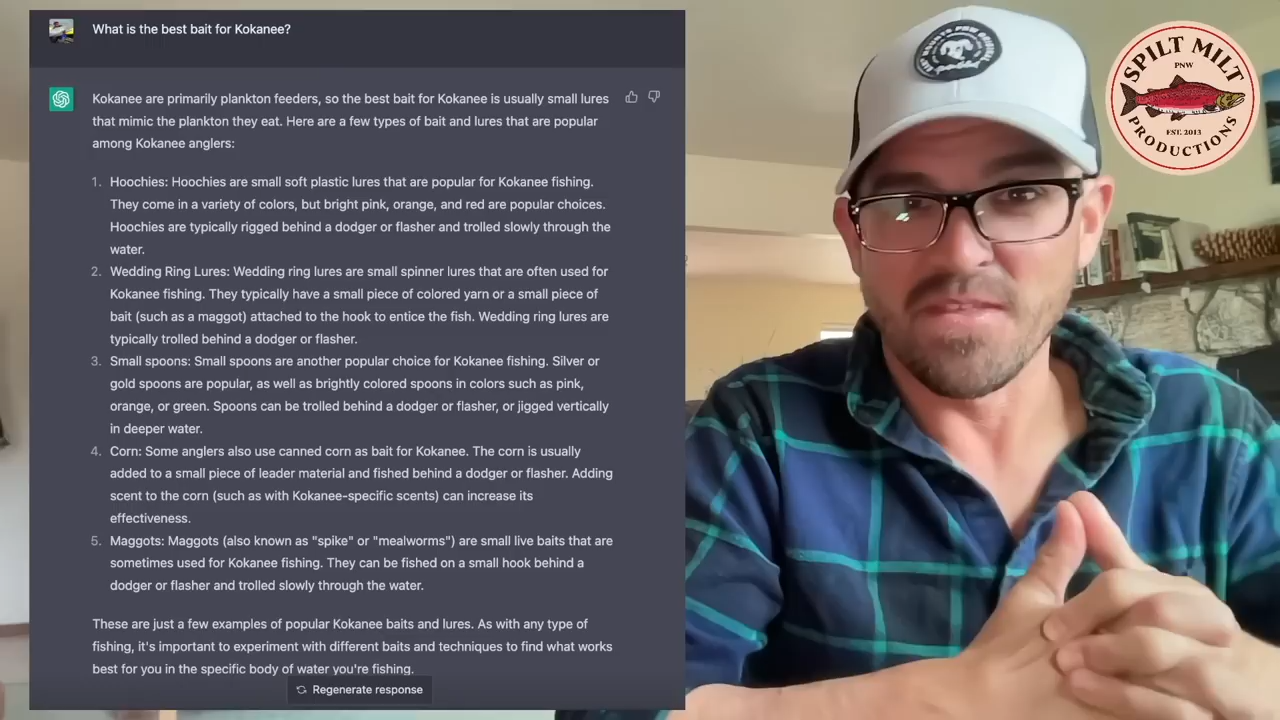 What is the best bait for Kokanee?
Kokanee are primarily plankton feeders, so the best bait for Kokanee is usually small lures
that mimic the plankton they eat. Here are a few types of bait and lures that are popular
among Kokanee anglers:
1. Hoochies: Hoochies are small soft plastic lures that are popular for Kokanee fishing.
They come in a variety of colors, but bright pink, orange, and red are popular choices.
Hoochies are typically rigged behind a dodger or flasher and trolled slowly through the
water.
2. Wedding Ring Lures: Wedding ring lures are small spinner lures that are often used for
Kokanee fishing. They typically have a small piece of colored yarn or a small piece of
bait (such as a maggot) attached to the hook to entice the fish. Wedding ring lures are
typically trolled behind a dodger or flasher.
3. Small spoons: Small spoons are another popular choice for Kokanee fishing. Silver or
gold spoons are popular, as well as brightly colored spoons in colors such as pink,
orange, or green. Spoons can be trolled behind a dodger or flasher, or jigged vertically
in deeper water.
4. Corn: Some anglers also use canned corn as bait for Kokanee. The corn is usually
added to a small piece of leader material and fished behind a dodger or flasher. Adding
scent to the corn (such as with Kokanee-specific scents) can increase its
effectiveness.
5. Maggots: Maggots (also known as "spike" or "mealworms") are small live baits that are
sometimes used for Kokanee fishing. They can be fished on a small hook behind a
dodger or flasher and trolled slowly through the water.
These are just a few examples of popular Kokanee baits and lures. As with any type of
fishing, it's important to experiment with different baits and techniques to find what works
best for you in the specific body of water you're fishing.
Regenerate response
SPILT MILT
PNW
EST. 2013
PRODUCTIONS